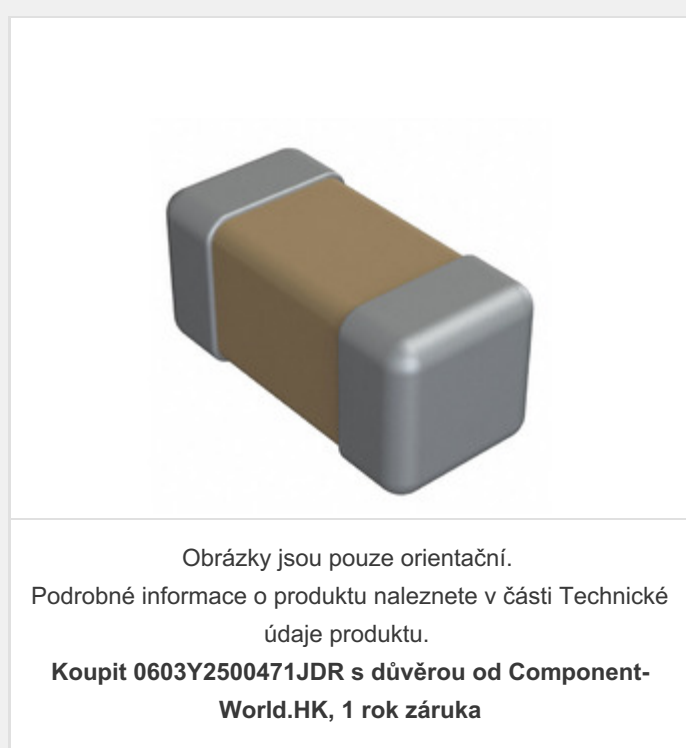 Obrázky jsou pouze orientační.
Podrobné informace o produktu naleznete v části Technické
údaje produktu.
Koupit 0603Y2500471JDR s důvěrou od Component-
World.HK, 1 rok záruka